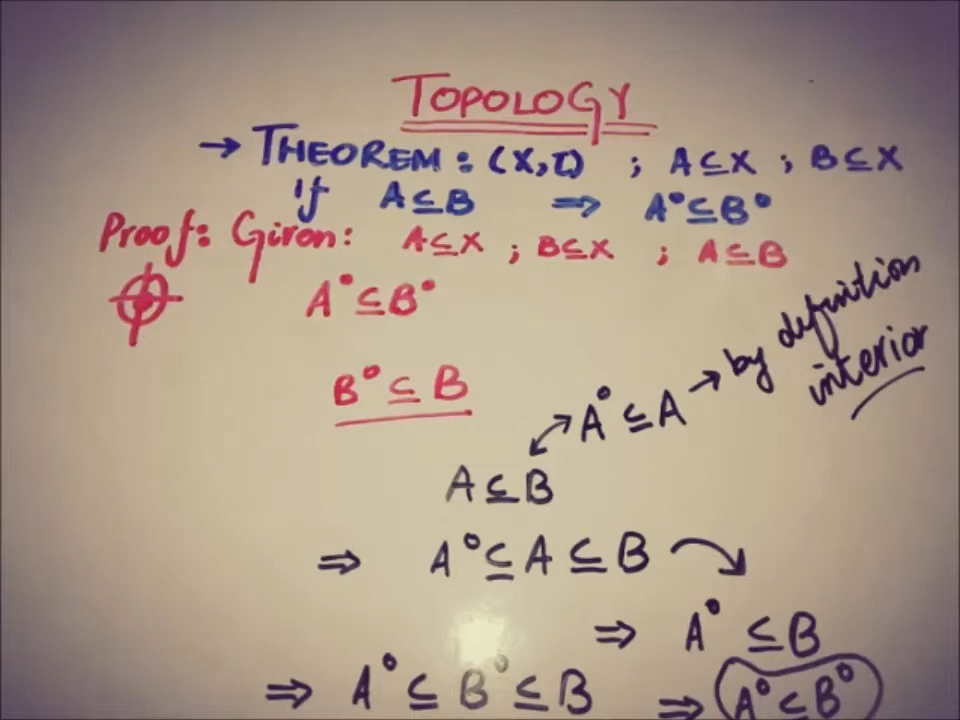 TOPOLOGY
→ THEOREM: (X,τ) ; A⊆X ; B⊆X
If A⊆B ⇒ A°⊆B°
Proof: Given: A⊆X ; B⊆X ; A⊆B
A°⊆B°
B°⊆B
A°⊆A → by definition interior
A⊆B
⇒ A°⊆A⊆B
⇒ A°⊆B
⇒ A°⊆B°⊆B ⇒ A°⊆B°